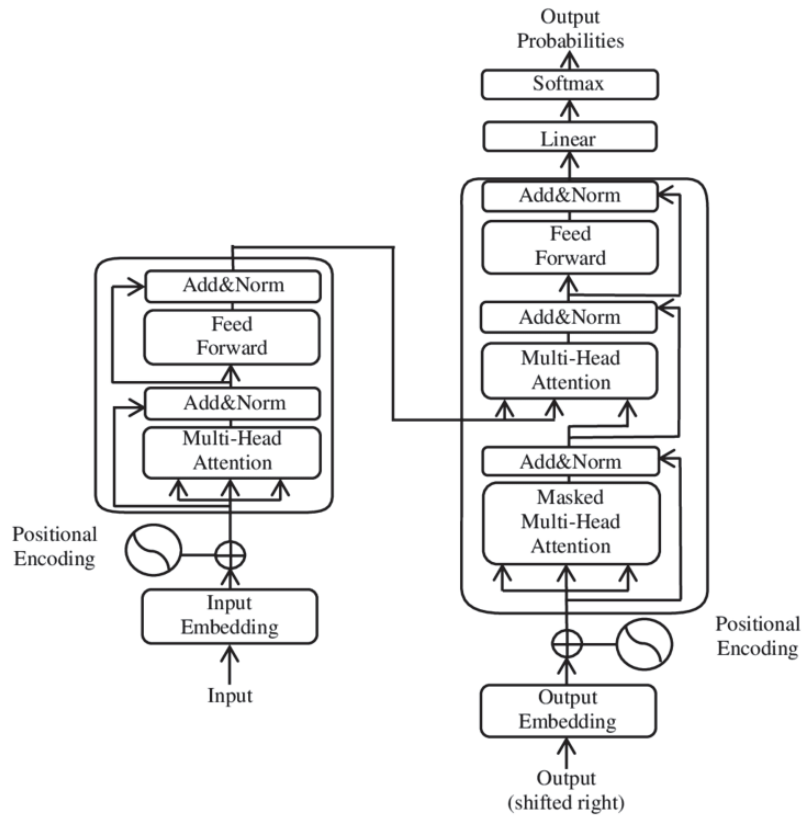 Output
Probabilities
Softmax
Linear
Add&Norm
Feed
Forward
Add&Norm
Multi-Head
Attention
Add&Norm
Masked
Multi-Head
Attention
Positional
Encoding
Output
Embedding
Output
(shifted right)
Add&Norm
Feed
Forward
Add&Norm
Multi-Head
Attention
Positional
Encoding
Input
Embedding
Input